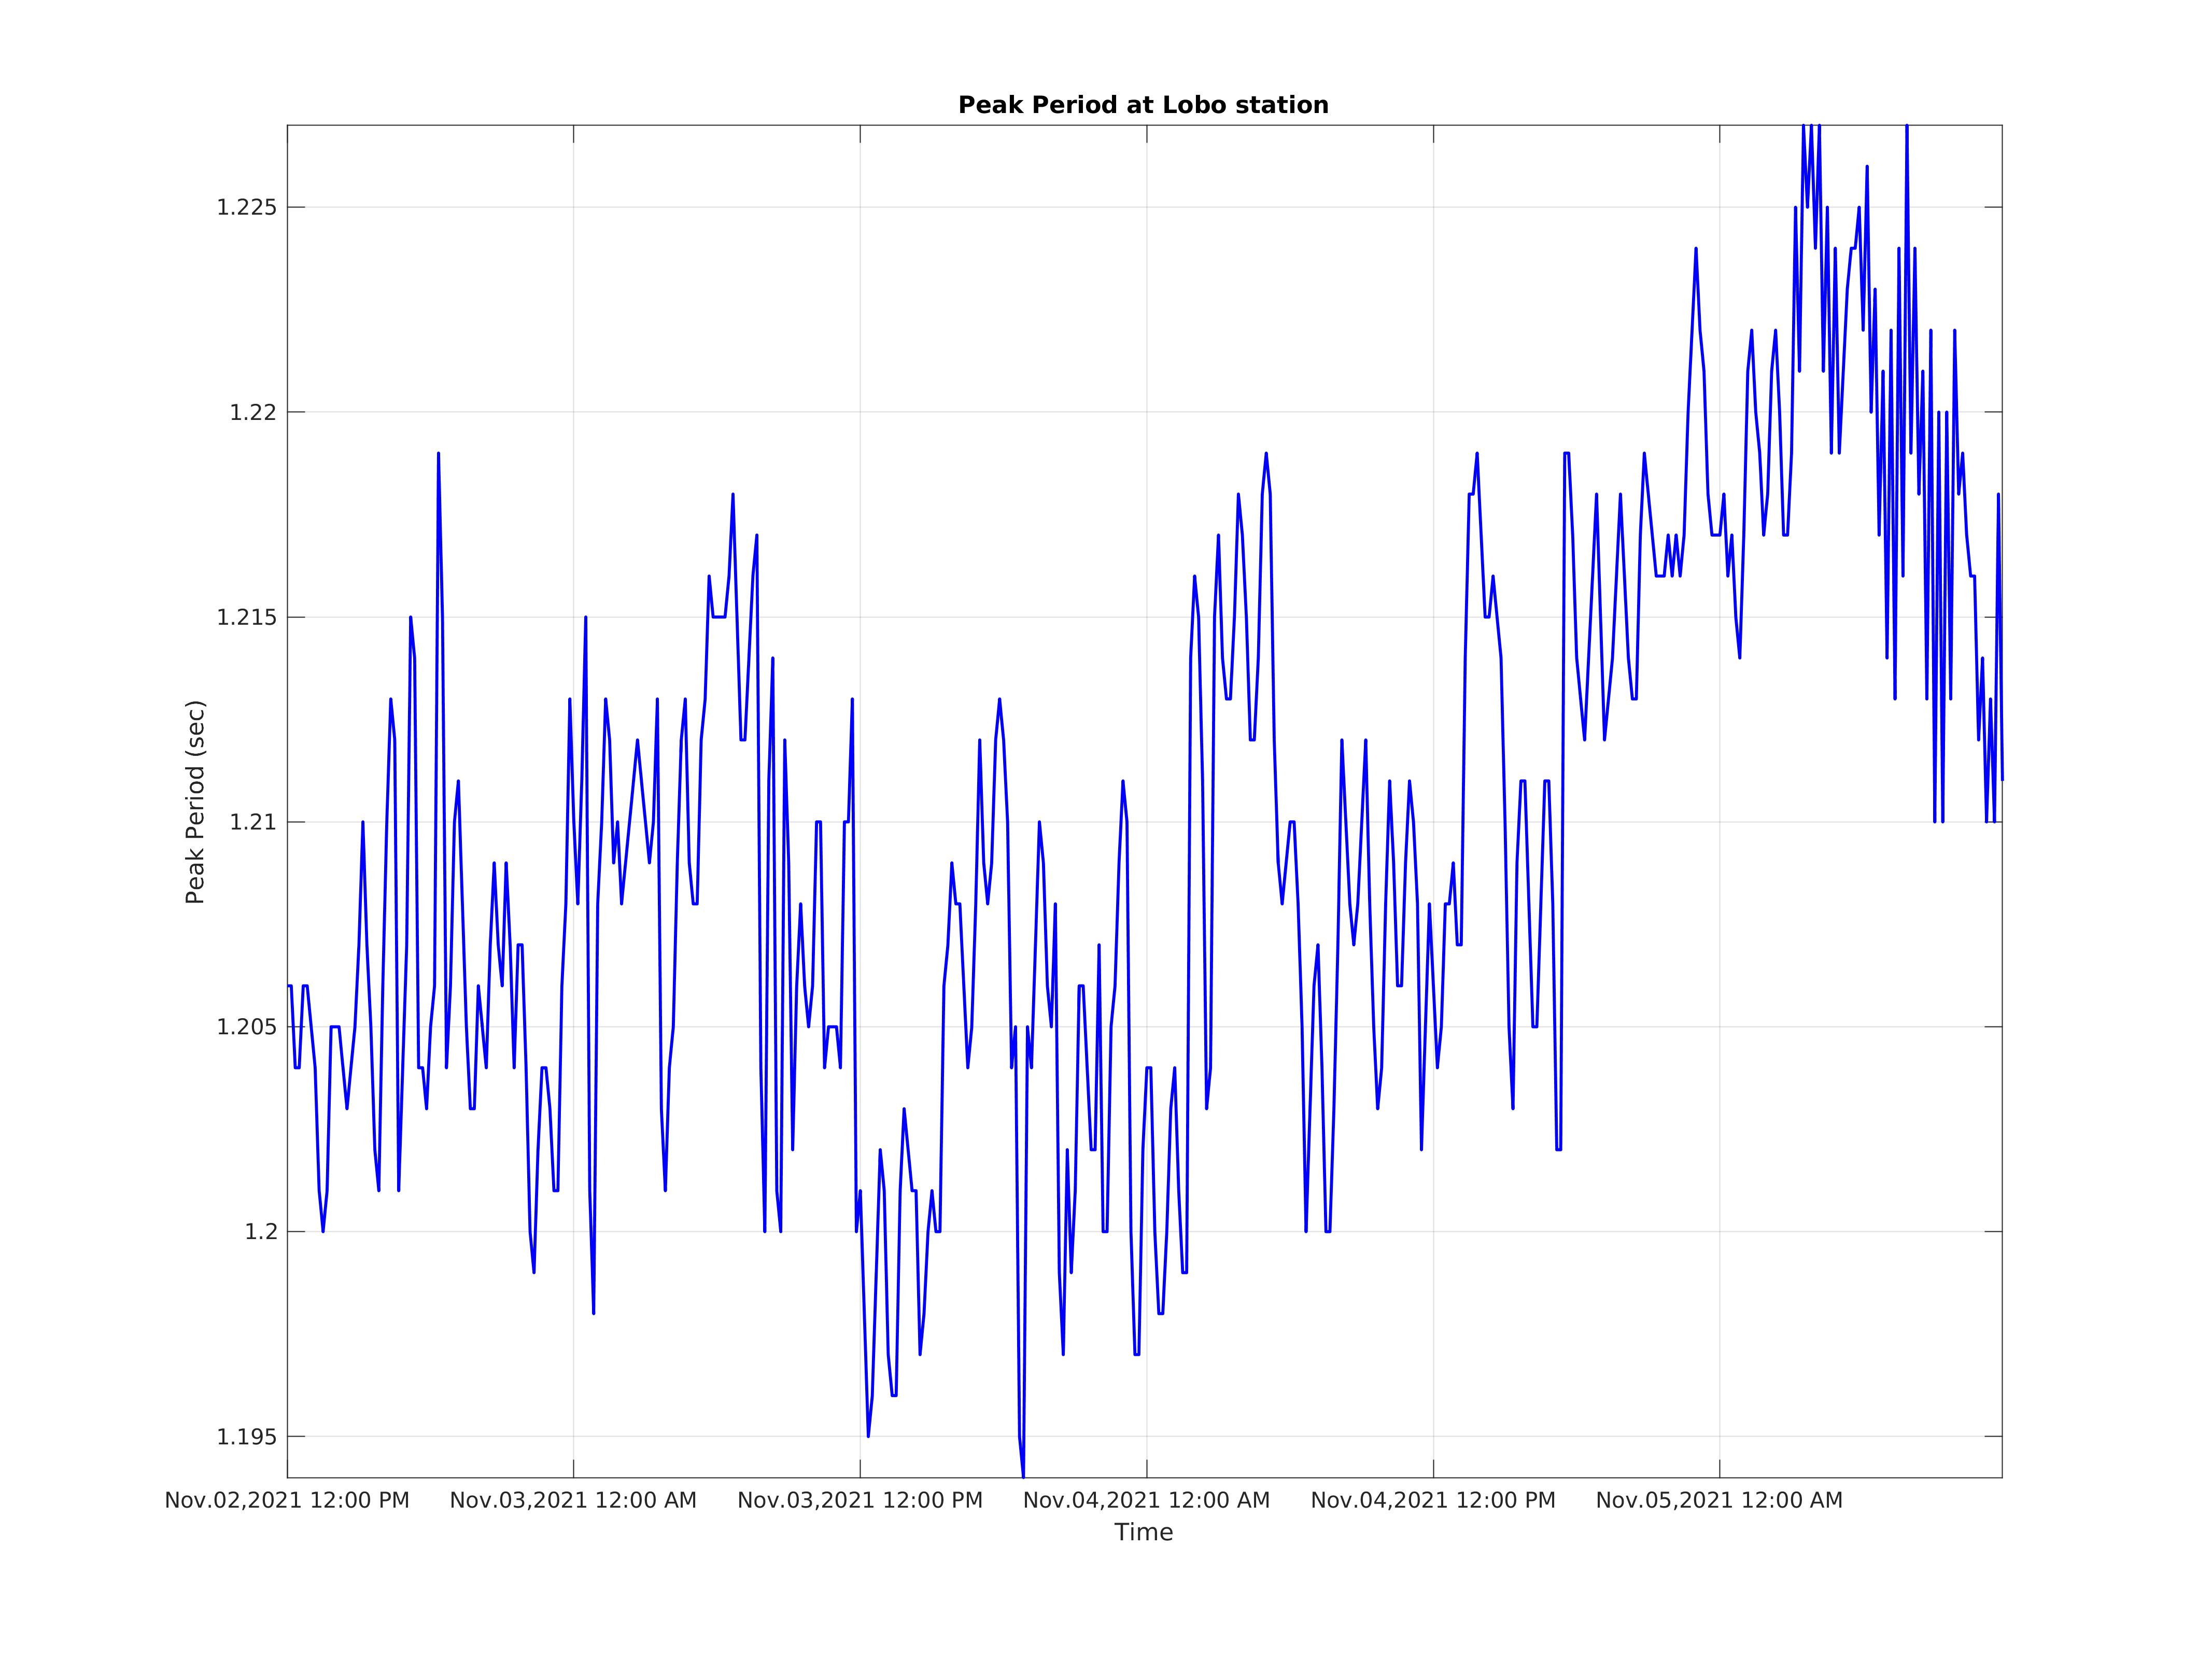 Peak Period at Lobo station
1.225
1.22
1.215
1.21
1.205
1.2
1.195
Peak Period (sec)
Nov.02,2021 12:00 PM Nov.03,2021 12:00 AM Nov.03,2021 12:00 PM Nov.04,2021 12:00 AM Nov.04,2021 12:00 PM Nov.05,2021 12:00 AM
Time